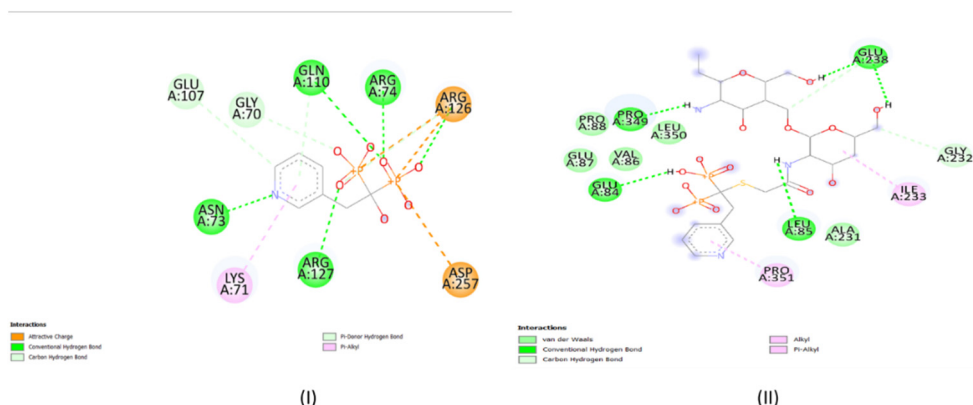 GLU
A:107
GLY
A:70
GLN
A:110
ARG
A:74
ARG
A:126
ASN
A:73
LYS
A:71
ARG
A:127
ASP
A:257
N
P
P
O
O
O
O
O
O
O
Interactions
Attractive Charge
Conventional Hydrogen Bond
Carbon Hydrogen Bond
Pi-Donor Hydrogen Bond
Pi-Alkyl
(I)
GLU
A:238
PRO
A:88
PRO
A:349
LEU
A:350
GLU
A:87
VAL
A:86
GLU
A:84
GLY
A:232
ILE
A:233
LEU
A:85
ALA
A:231
PRO
A:351
H
H
H
H
H
Interactions
van der Waals
Conventional Hydrogen Bond
Carbon Hydrogen Bond
Alkyl
Pi-Alkyl
(II)